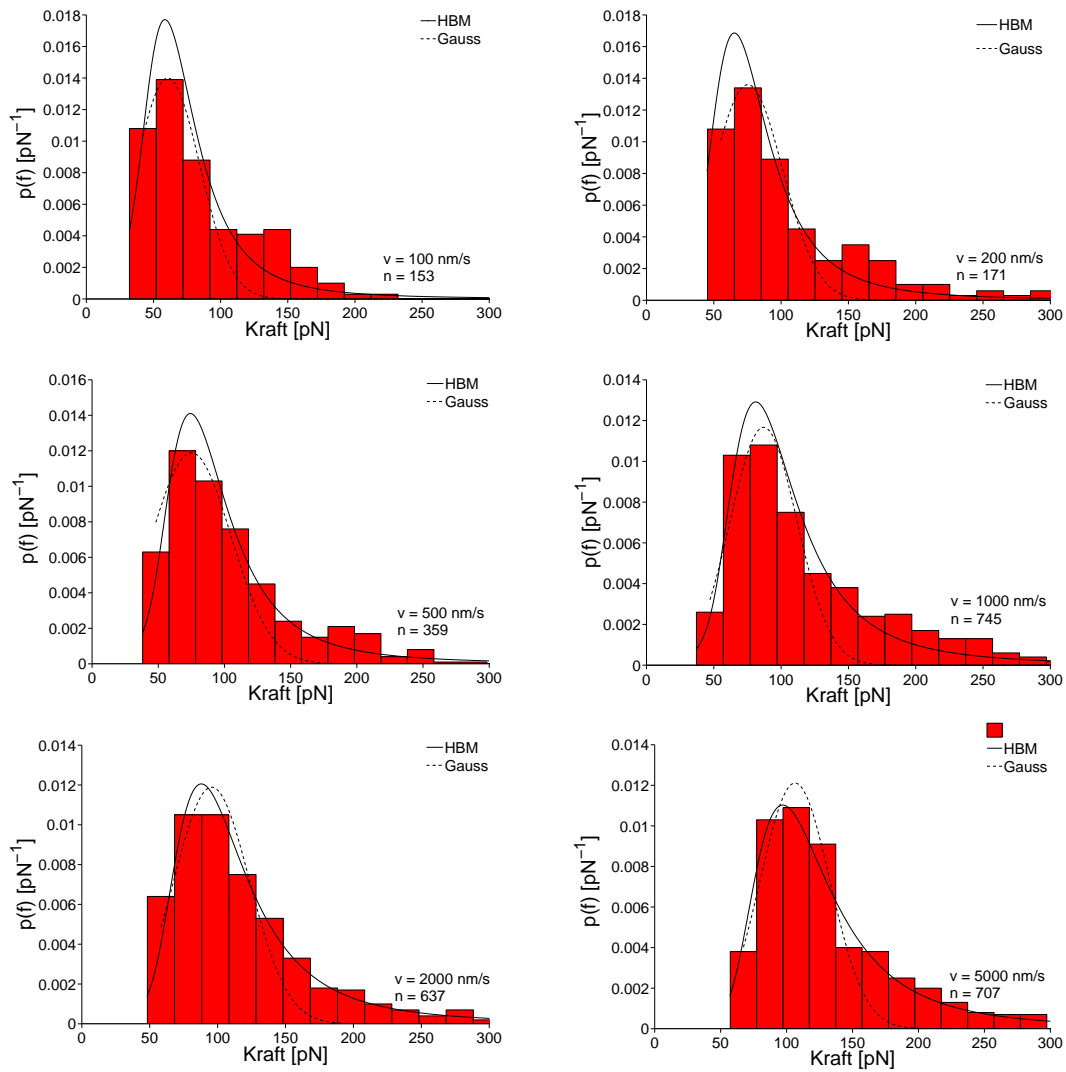 HBM
Gauss
0.018
0.016
0.014
0.012
0.01
0.008
0.006
0.004
0.002
0
p(f) [pN⁻¹]
v = 100 nm/s
n = 153
0 50 100 150 200 250 300
Kraft [pN]
HBM
Gauss
0.018
0.016
0.014
0.012
0.01
0.008
0.006
0.004
0.002
0
p(f) [pN⁻¹]
v = 200 nm/s
n = 171
0 50 100 150 200 250 300
Kraft [pN]
HBM
Gauss
0.016
0.014
0.012
0.01
0.008
0.006
0.004
0.002
0
p(f) [pN⁻¹]
v = 500 nm/s
n = 359
0 50 100 150 200 250 300
Kraft [pN]
HBM
Gauss
0.014
0.012
0.01
0.008
0.006
0.004
0.002
0
p(f) [pN⁻¹]
v = 1000 nm/s
n = 745
0 50 100 150 200 250 300
Kraft [pN]
HBM
Gauss
0.014
0.012
0.01
0.008
0.006
0.004
0.002
0
p(f) [pN⁻¹]
v = 2000 nm/s
n = 637
0 50 100 150 200 250 300
Kraft [pN]
HBM
Gauss
0.014
0.012
0.01
0.008
0.006
0.004
0.002
0
p(f) [pN⁻¹]
v = 5000 nm/s
n = 707
0 50 100 150 200 250 300
Kraft [pN]